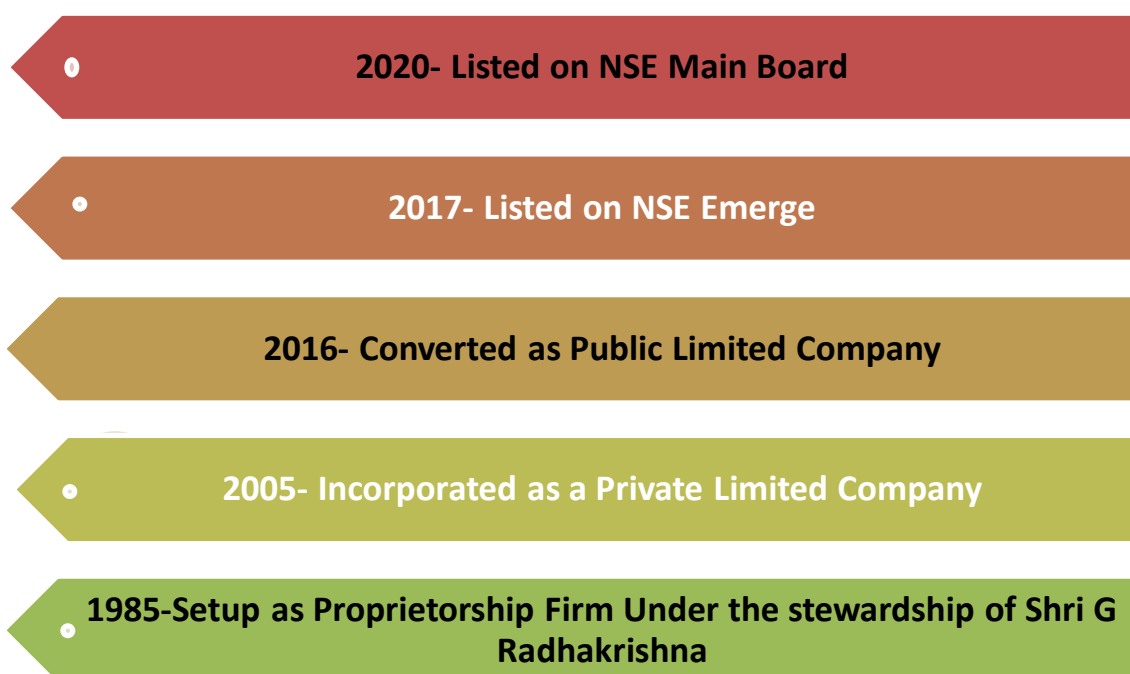 2020- Listed on NSE Main Board
2017- Listed on NSE Emerge
2016- Converted as Public Limited Company
2005- Incorporated as a Private Limited Company
1985-Setup as Proprietorship Firm Under the stewardship of Shri G
Radhakrishna